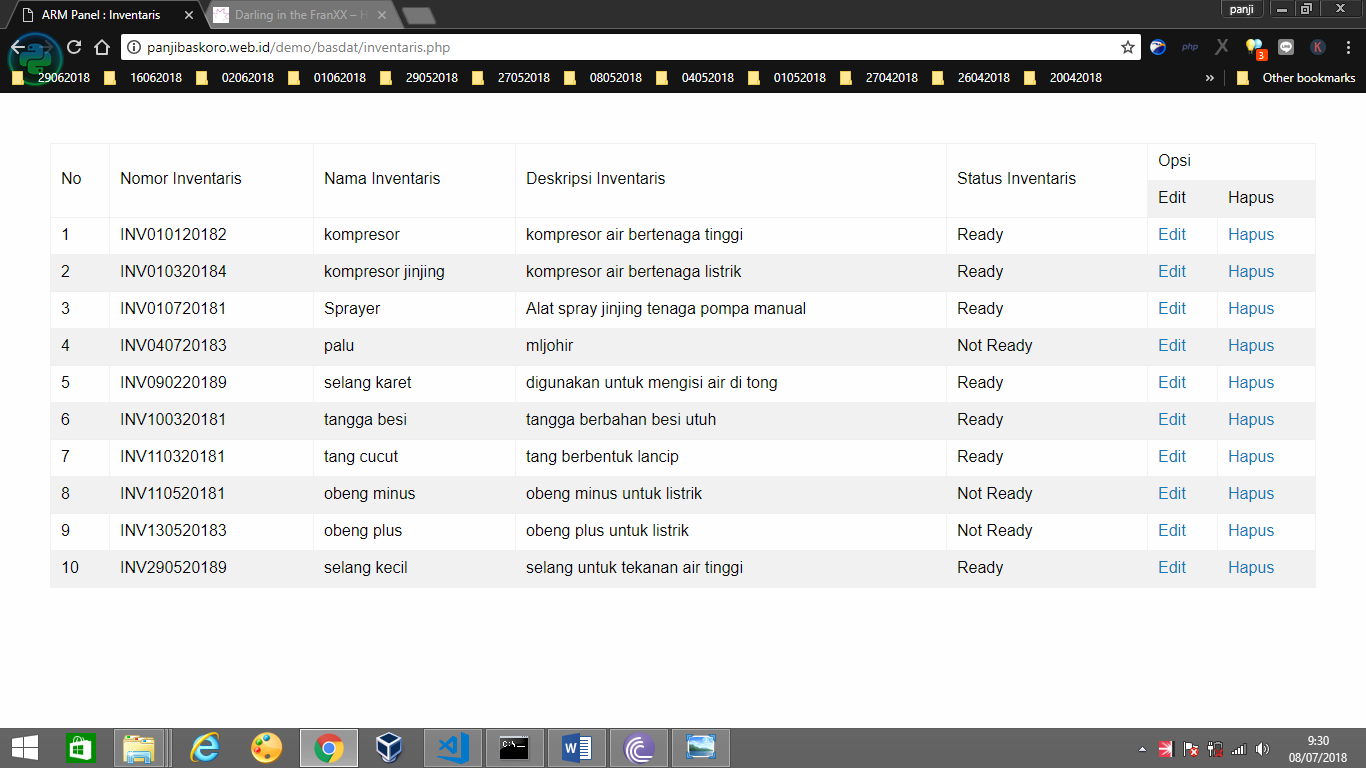 ARM Panel : Inventaris
Darling in the FranXX –
panji
panjibaskoro.web.id/demo/basdat/inventaris.php
php
3
K
29062018 16062018 02062018 01062018 29052018 27052018 08052018 04052018 01052018 27042018 26042018 20042018 » Other bookmarks
No Nomor Inventaris Nama Inventaris Deskripsi Inventaris Status Inventaris Opsi
Edit Hapus
1 INV010120182 kompresor kompresor air bertenaga tinggi Ready Edit Hapus
2 INV010320184 kompresor jinjing kompresor air bertenaga listrik Ready Edit Hapus
3 INV010720181 Sprayer Alat spray jinjing tenaga pompa manual Ready Edit Hapus
4 INV040720183 palu mljohir Not Ready Edit Hapus
5 INV090220189 selang karet digunakan untuk mengisi air di tong Ready Edit Hapus
6 INV100320181 tangga besi tangga berbahan besi utuh Ready Edit Hapus
7 INV110320181 tang cucut tang berbentuk lancip Ready Edit Hapus
8 INV110520181 obeng minus obeng minus untuk listrik Not Ready Edit Hapus
9 INV130520183 obeng plus obeng plus untuk listrik Not Ready Edit Hapus
10 INV290520189 selang kecil selang untuk tekanan air tinggi Ready Edit Hapus
9:30
08/07/2018